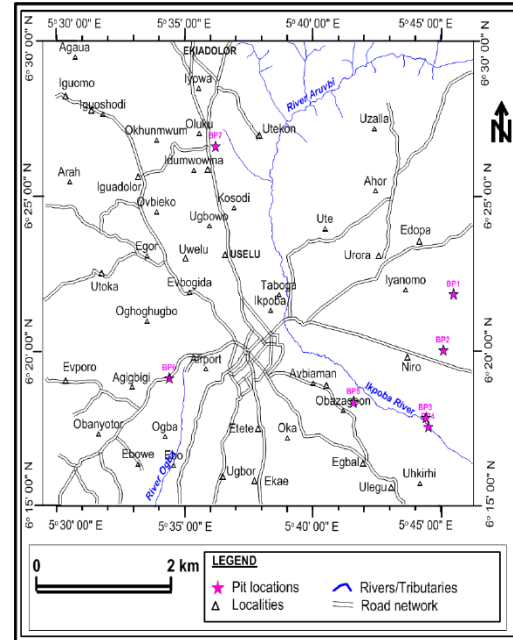 5° 30' 00'' E 5° 35' 00'' E 5° 40' 00'' E 5° 45' 00'' E
6° 30' 00'' N
6° 30' 00'' N
Agaua
EKIADOLOR
Iyowa
Iguomo
Iguoshodi
River Aruvbi
N
Uzalla
Oluku
BP7
Utekon
Okhunmwum
Idumwowina
Arah
Iguadolor
Ahor
6° 25' 00'' N
6° 25' 00'' N
Ovbieko
Kosodi
Ugbowo
Ute
Edopa
Egor
Uwelu
USELU
Urora
Utoka
Evbogida
Taboga
Iyanomo
BP1
Oghoghugbo
Ikpoba
BP2
6° 20' 00'' N
6° 20' 00'' N
Evporo
Agigbigi
BP6
Airport
Avbiaman
Niro
Obazagbon
BP5
Ikpoba River
BP3
Obanyotor
Ogba
Etete
Oka
Ebowe
Ebo
River Ogba
Ugbor
Ekae
Egbal
Ulegu
Uhkirhi
6° 15' 00'' N
6° 15' 00'' N
5° 30' 00'' E 5° 35' 00'' E 5° 40' 00'' E 5° 45' 00'' E
0 2 km
LEGEND
Pit locations
Rivers/Tributaries
Localities
Road network